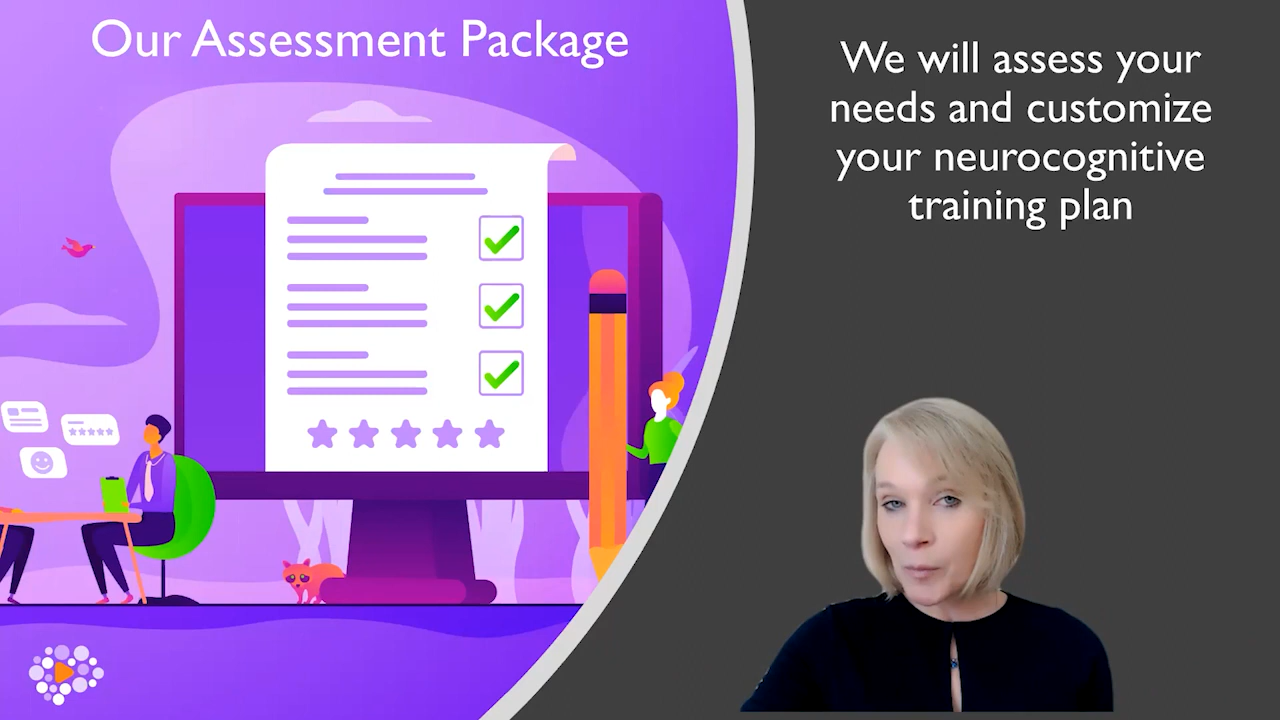 Our Assessment Package
We will assess your
needs and customize
your neurocognitive
training plan